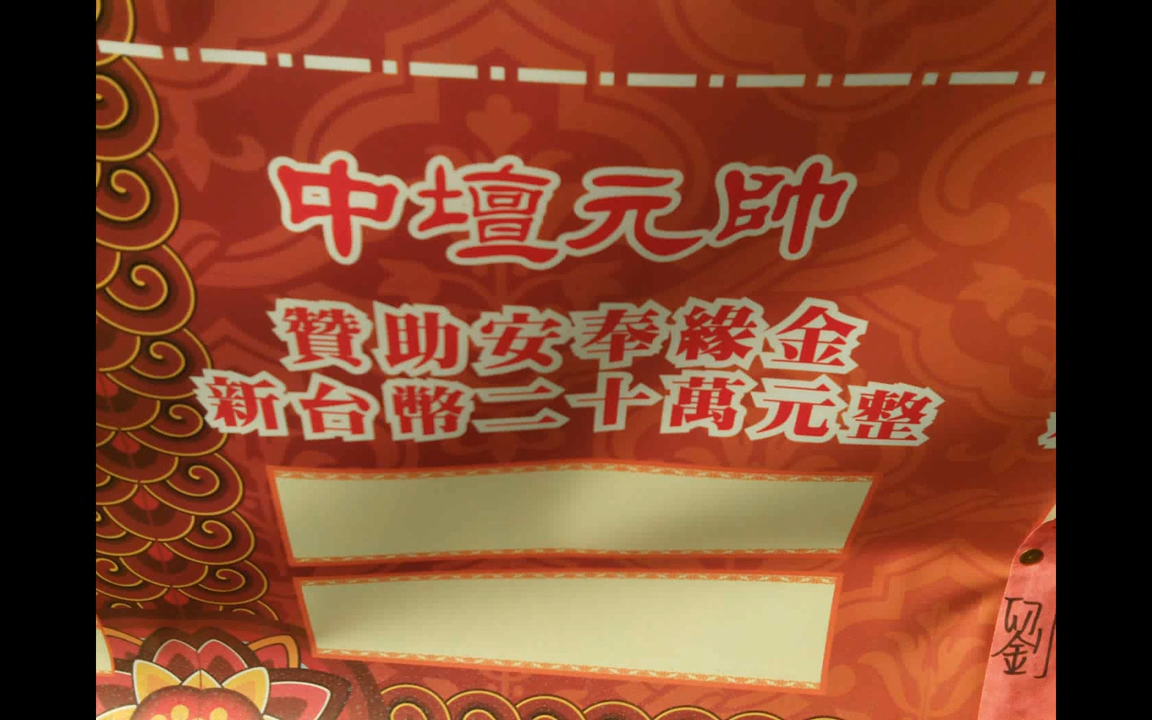 中壇元帥
贊助安奉緣金
新台幣二十萬元整
劉